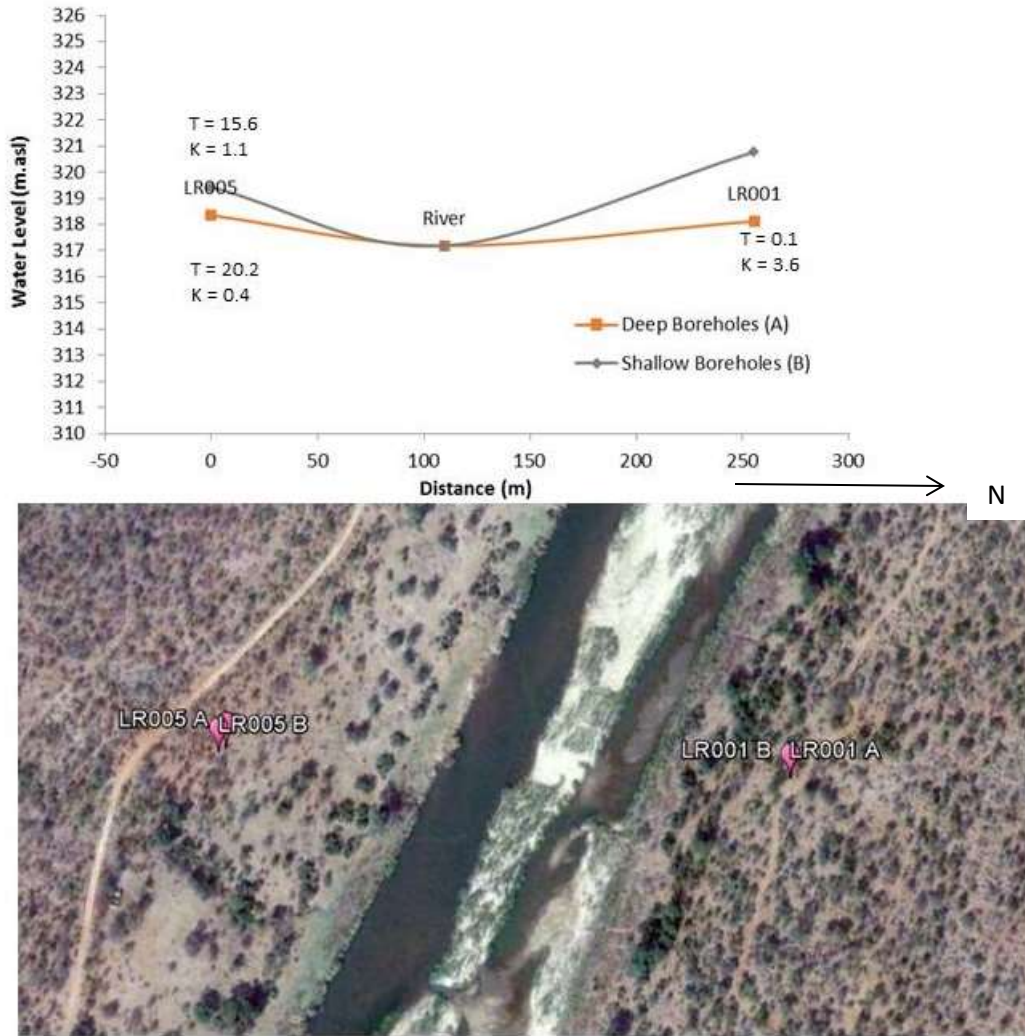 326
325
324
323
322
321
320
319
318
317
316
315
314
313
312
311
310
Water Level (m.asl)
T = 15.6
K = 1.1
LR005
River
LR001
T = 0.1
K = 3.6
T = 20.2
K = 0.4
Deep Boreholes (A)
Shallow Boreholes (B)
-50 0 50 100 150 200 250 300
Distance (m)
N
LR005 A LR005 B
LR001 B LR001 A